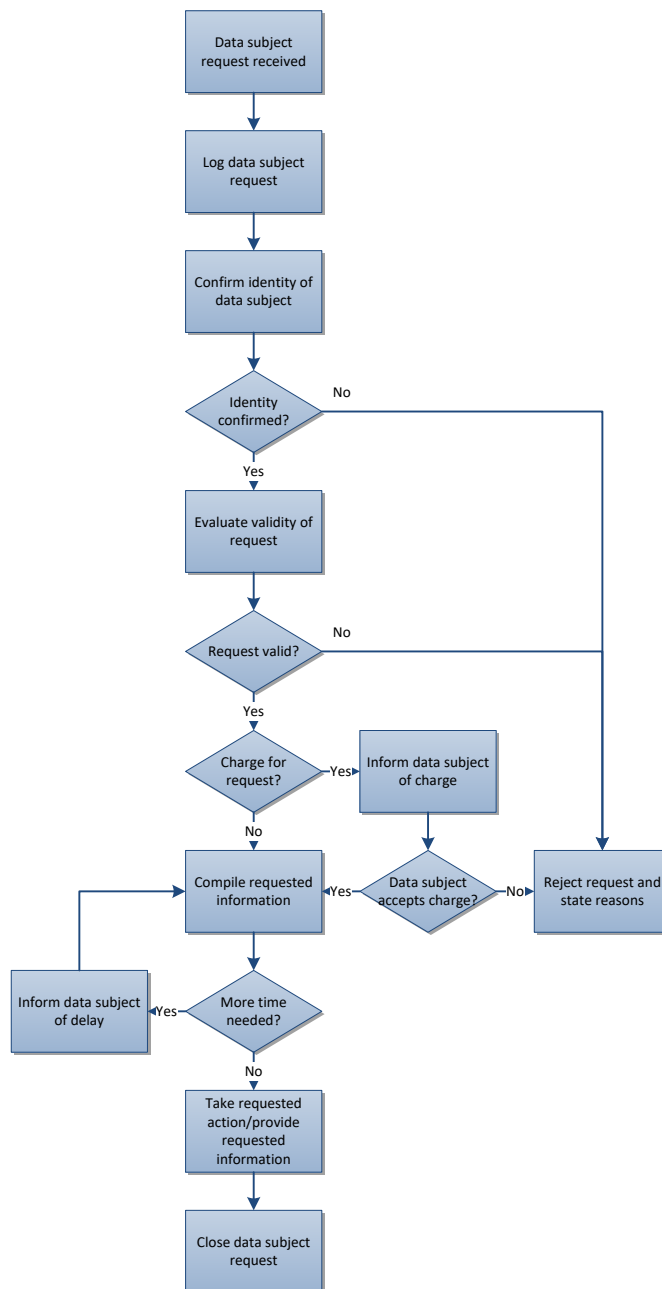 Data subject
request received
Log data subject
request
Confirm identity of
data subject
Identity
confirmed?
No
Yes
Evaluate validity of
request
Request valid?
No
Yes
Charge for
request?
Yes
Inform data subject
of charge
No
Compile requested
information
Yes
Data subject
accepts charge?
No
Reject request and
state reasons
Inform data subject
of delay
Yes
More time
needed?
No
Take requested
action/provide
requested
information
Close data subject
request